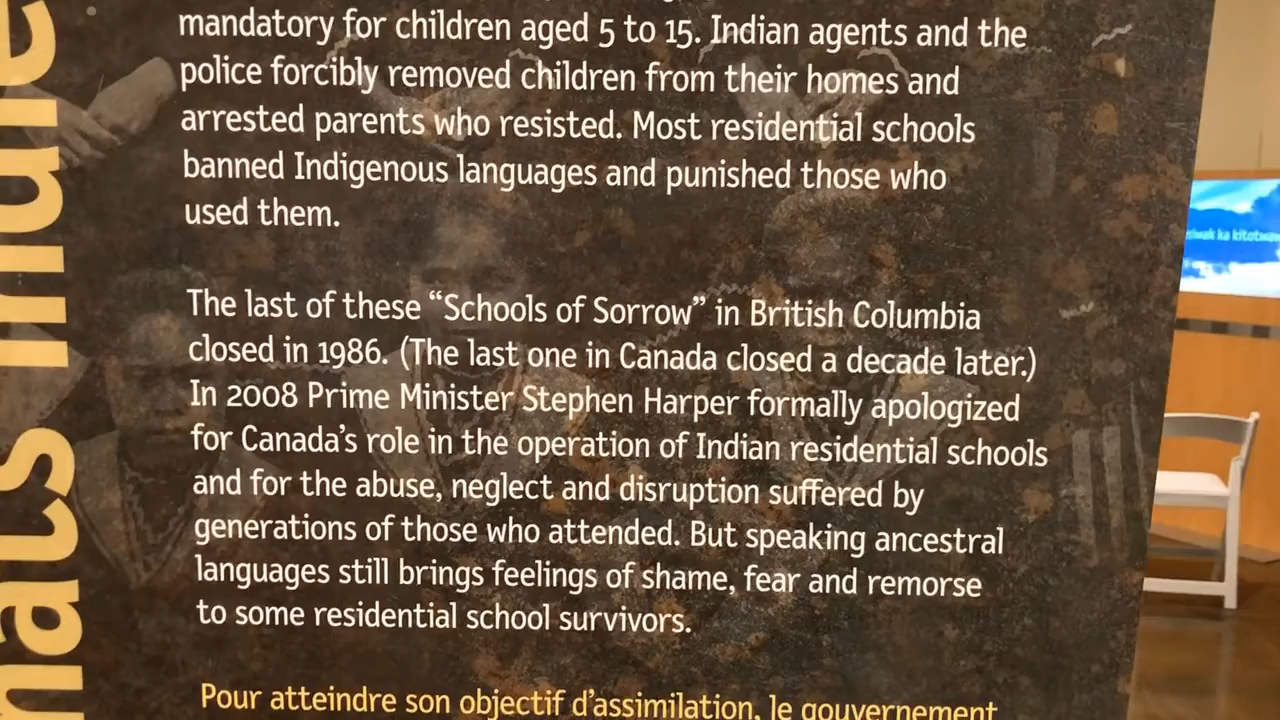 mandatory for children aged 5 to 15. Indian agents and the
police forcibly removed children from their homes and
arrested parents who resisted. Most residential schools
banned Indigenous languages and punished those who
used them.
The last of these “Schools of Sorrow” in British Columbia
closed in 1986. (The last one in Canada closed a decade later.)
In 2008 Prime Minister Stephen Harper formally apologized
for Canada’s role in the operation of Indian residential schools
and for the abuse, neglect and disruption suffered by
generations of those who attended. But speaking ancestral
languages still brings feelings of shame, fear and remorse
to some residential school survivors.
Pour atteindre son objectif d’assimilation, le gouvernement
ka kitotwaw